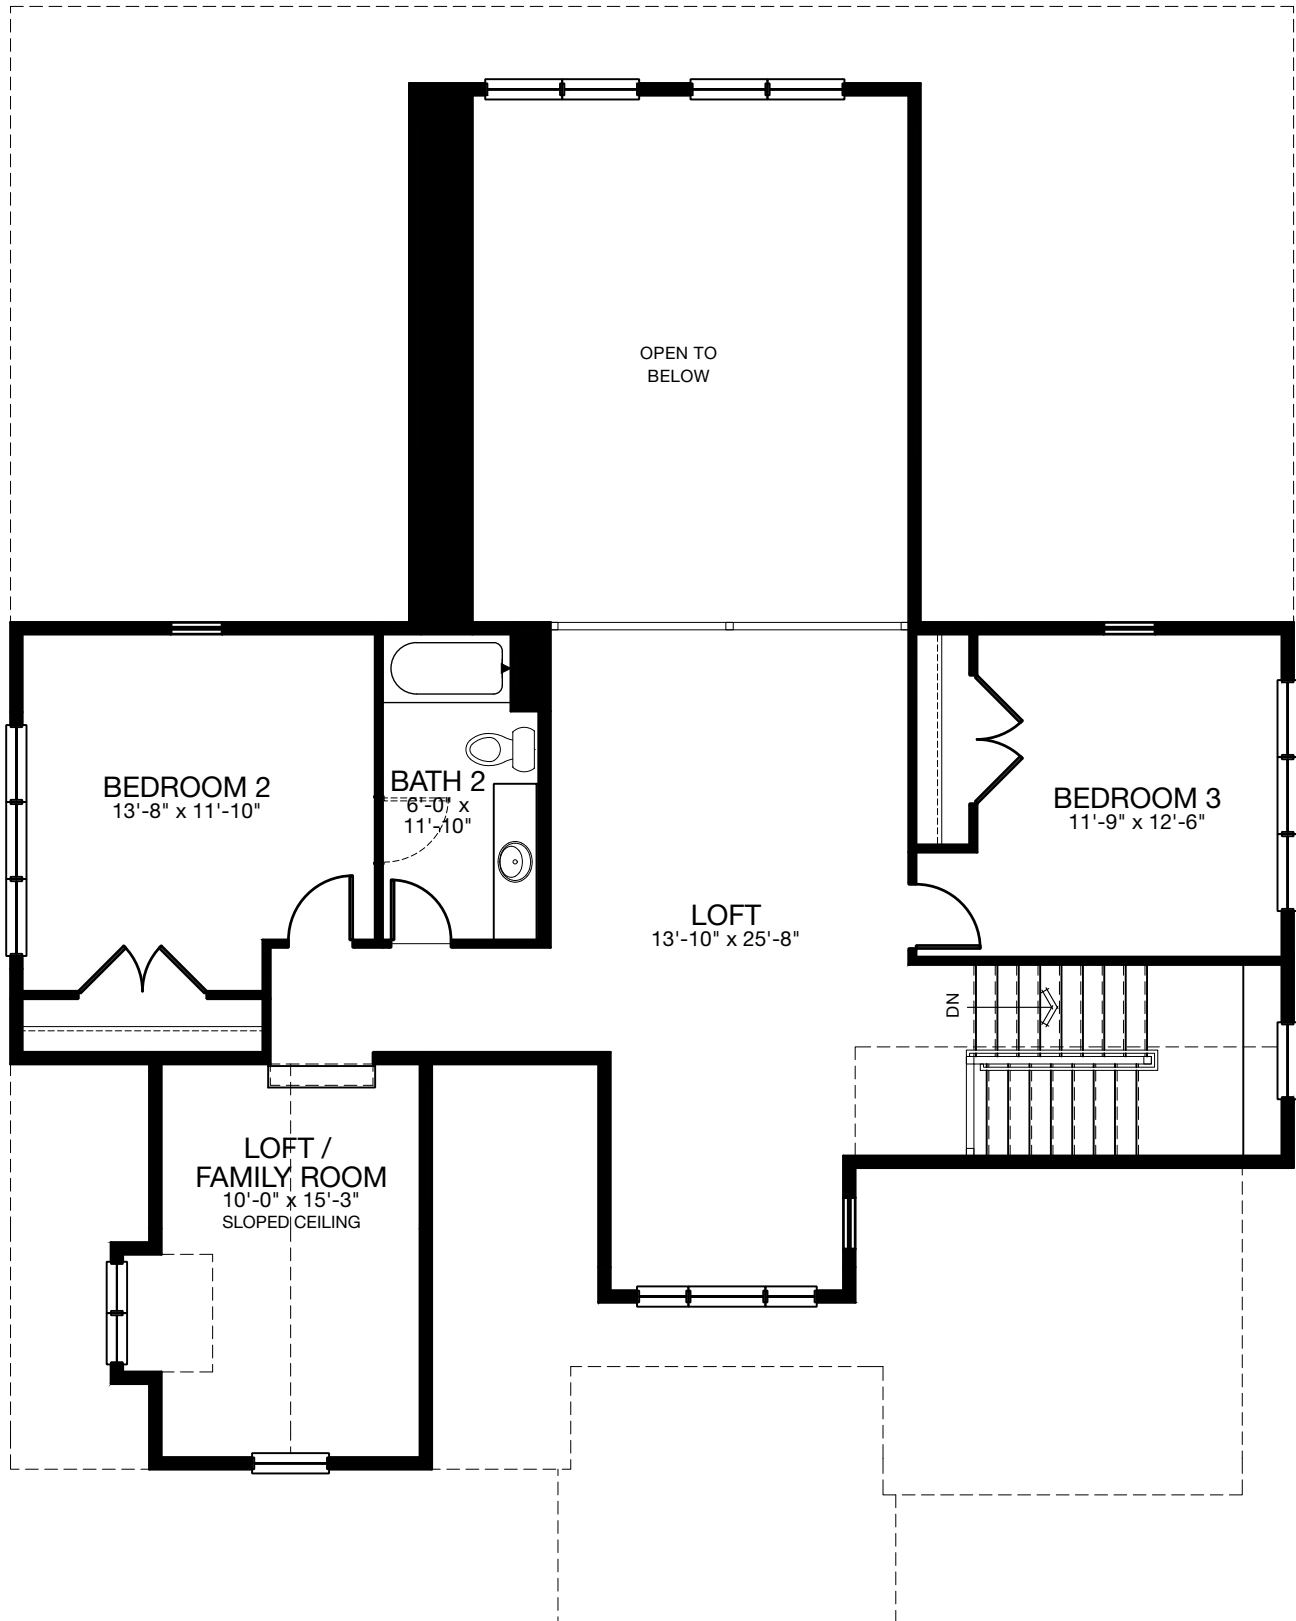 OPEN TO
BELOW
BEDROOM 2
13'-8" x 11'-10"
BATH 2
6'-0" x
11'-10"
BEDROOM 3
11'-9" x 12'-6"
LOFT
13'-10" x 25'-8"
DN
LOFT /
FAMILY ROOM
10'-0" x 15'-3"
SLOPED CEILING